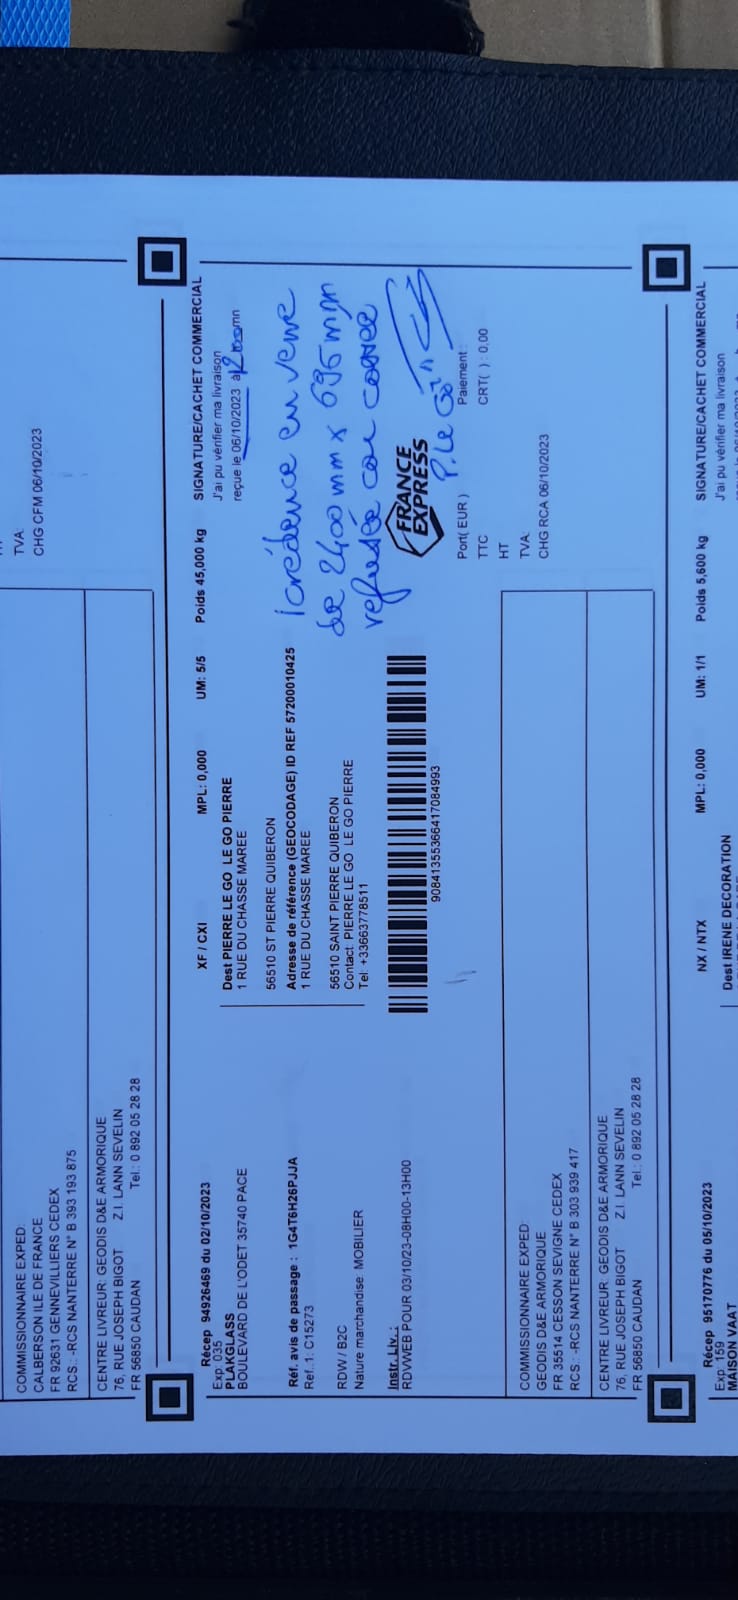 TVA:
CHG CFM 06/10/2023
COMMISSIONNAIRE EXPED:
CALBERSON ILE DE FRANCE
FR 92631 GENNEVILLIERS CEDEX
RCS.: -RCS NANTERRE N° B 393 193 875
CENTRE LIVREUR: GEODIS D&E ARMORIQUE
76, RUE JOSEPH BIGOT Z.I. LANN SEVELIN
FR 56850 CAUDAN Tel.: 0 892 05 28 28
Récep 94926469 du 02/10/2023
Exp 035
PLAKGLASS
BOULEVARD DE L'ODET 35740 PACE
Réf. avis de passage : 1G4T6H26PJJA
Ref..1: C15273
RDW / B2C
Nature marchandise: MOBILIER
Instr. Liv.:
RDVWEB POUR 03/10/23-08H00-13H00
XF / CXI MPL: 0,000 UM: 5/5 Poids 45,000 kg
Dest PIERRE LE GO LE GO PIERRE
1 RUE DU CHASSE MAREE
56510 ST PIERRE QUIBERON
Adresse de référence (GEOCODAGE) ID REF 57200010425
1 RUE DU CHASSE MAREE
56510 SAINT PIERRE QUIBERON
Contact: PIERRE LE GO LE GO PIERRE
Tel: +33663778511
908413553664170849​93
SIGNATURE/CACHET COMMERCIAL
J'ai pu vérifier ma livraison
reçue le 06/10/2023 à mn
1 crédence en verre
de 2400 mm x 695 mm
refusée car cassée
FRANCE
EXPRESS
P. Le Go
Port( EUR ) Paiement :
TTC CRT( ) : 0.00
HT
TVA:
CHG RCA 06/10/2023
COMMISSIONNAIRE EXPED:
GEODIS D&E ARMORIQUE
FR 35514 CESSON SEVIGNE CEDEX
RCS.: -RCS NANTERRE N° B 303 939 417
CENTRE LIVREUR: GEODIS D&E ARMORIQUE
76, RUE JOSEPH BIGOT Z.I. LANN SEVELIN
FR 56850 CAUDAN Tel.: 0 892 05 28 28
Récep 95170776 du 05/10/2023
Exp 159
MAISON VAAT
NX / NTX MPL: 0,000 UM: 1/1 Poids 5,600 kg
Dest IRENE DECORATION
SIGNATURE/CACHET COMMERCIAL
J'ai pu vérifier ma livraison